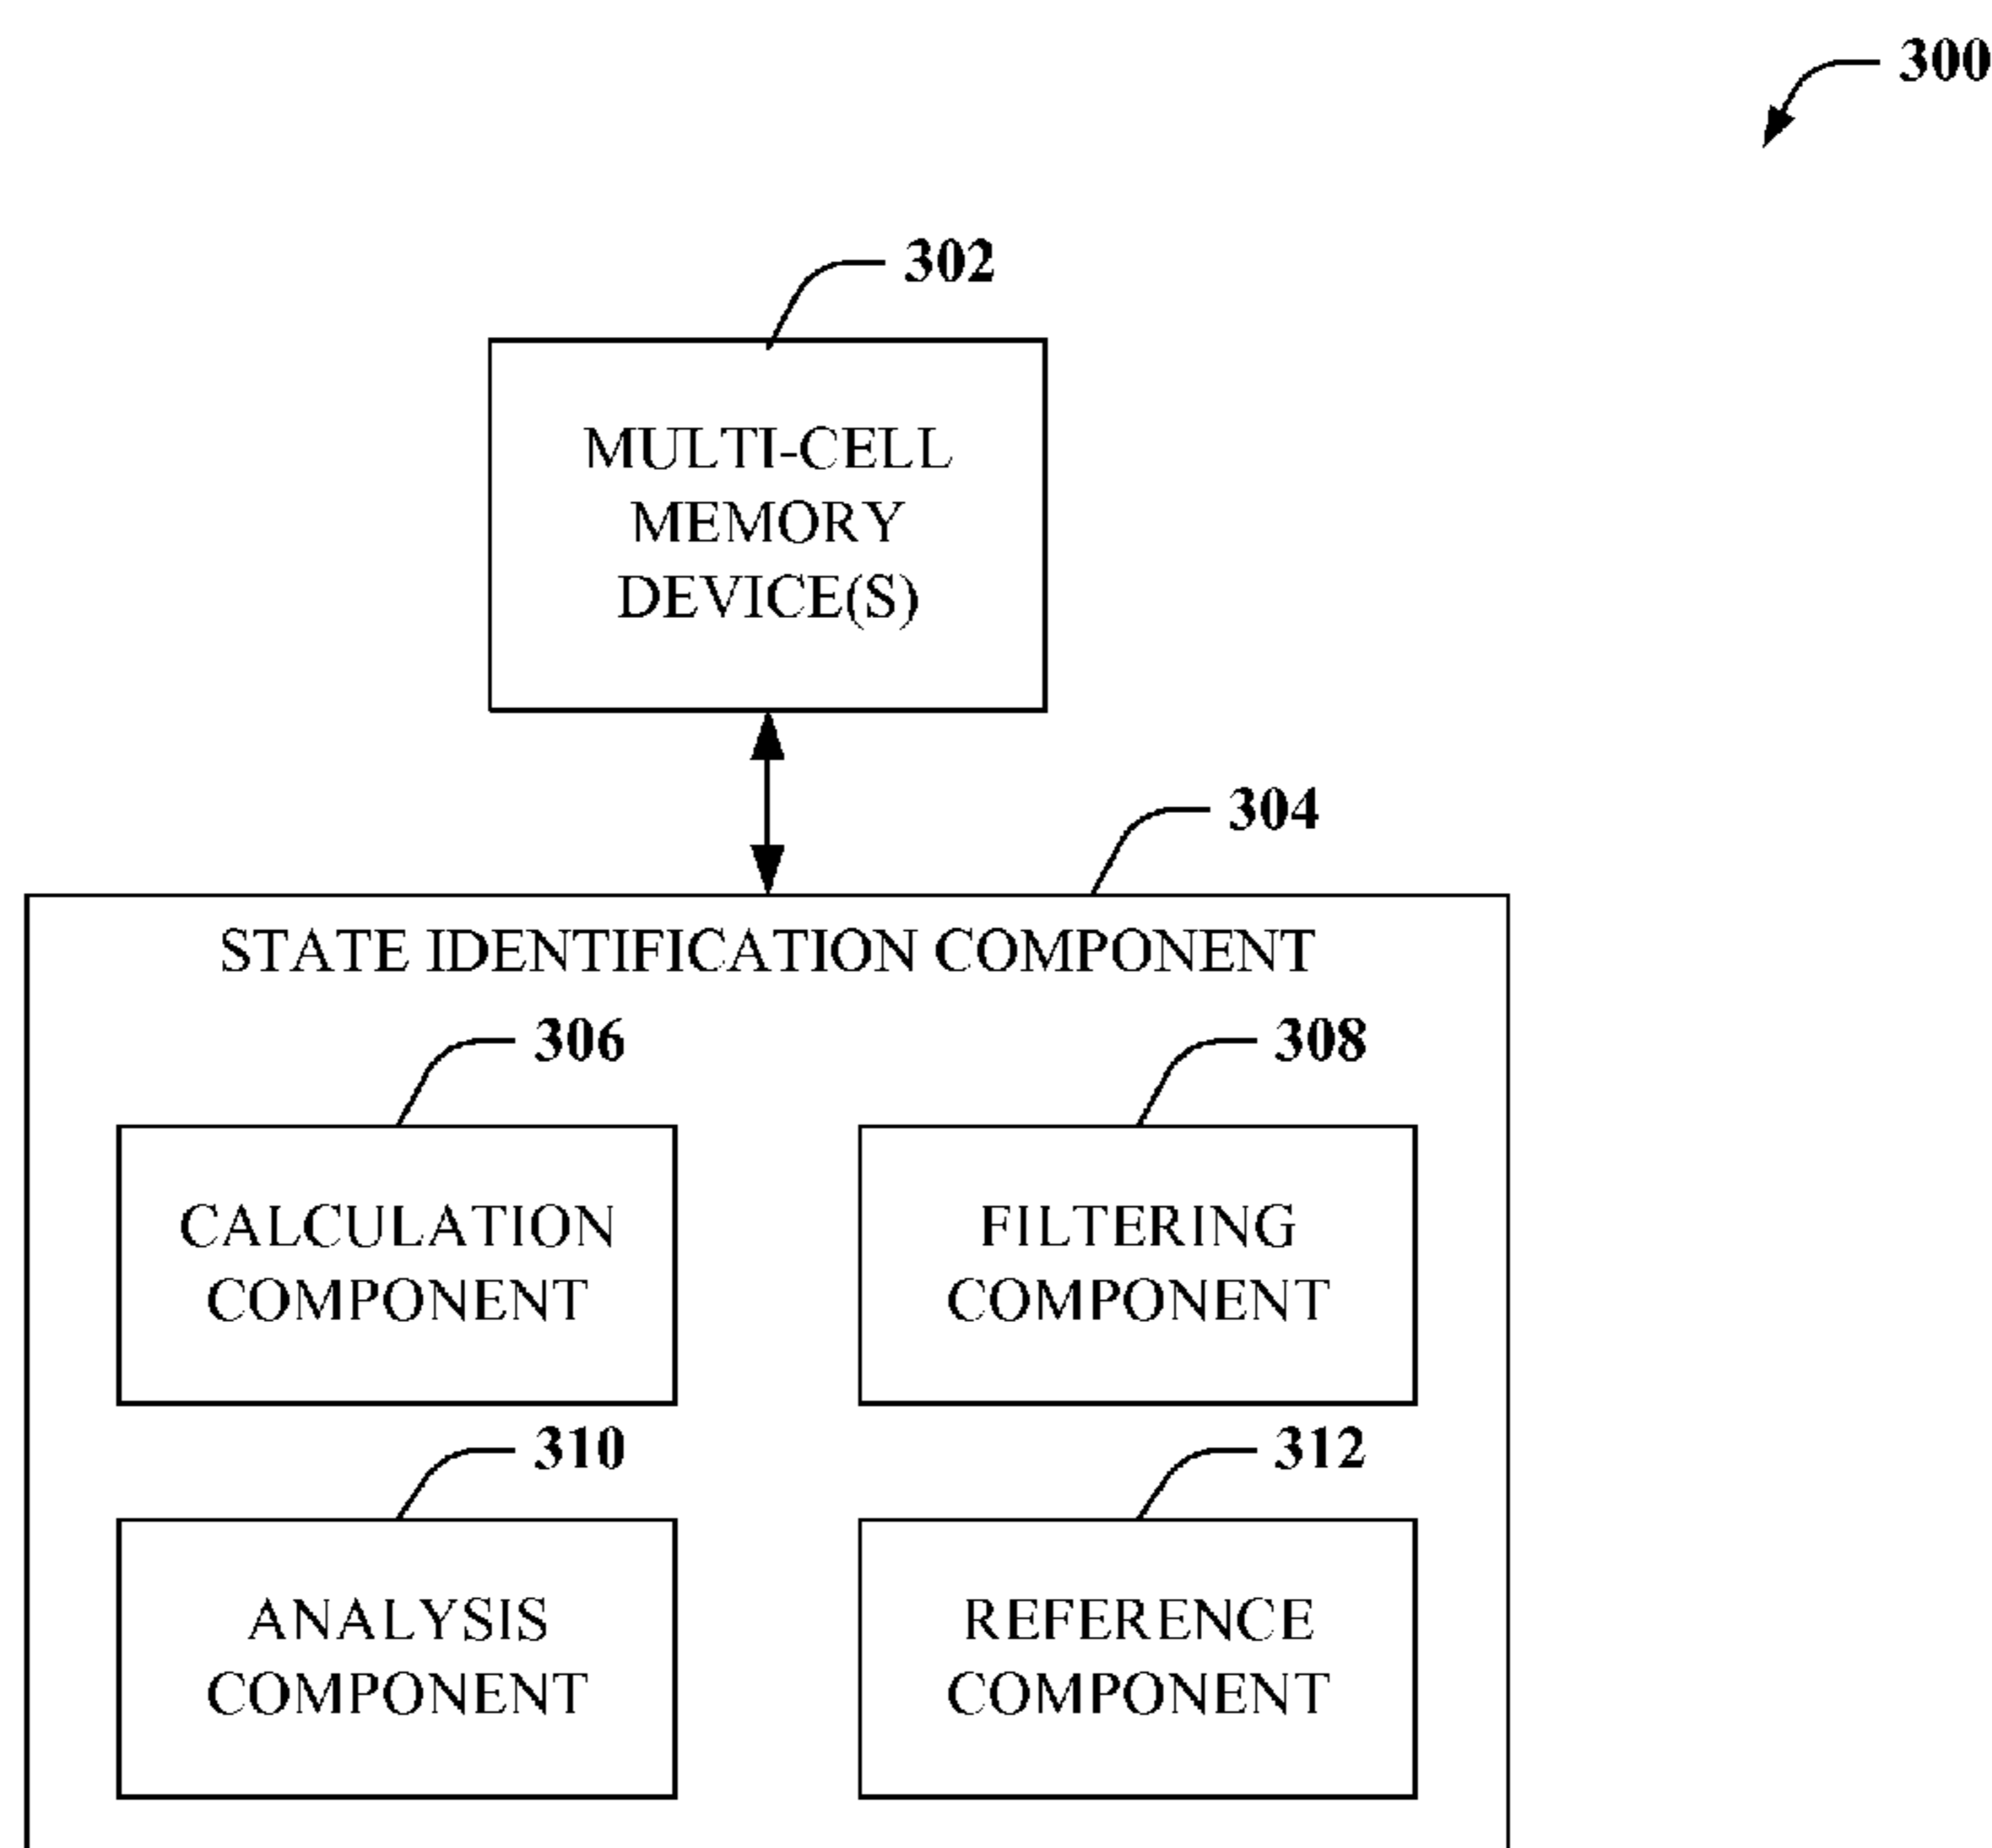 300
302
MULTI-CELL
MEMORY
DEVICE(S)
304
STATE IDENTIFICATION COMPONENT
306
308
CALCULATION
COMPONENT
FILTERING
COMPONENT
310
312
ANALYSIS
COMPONENT
REFERENCE
COMPONENT